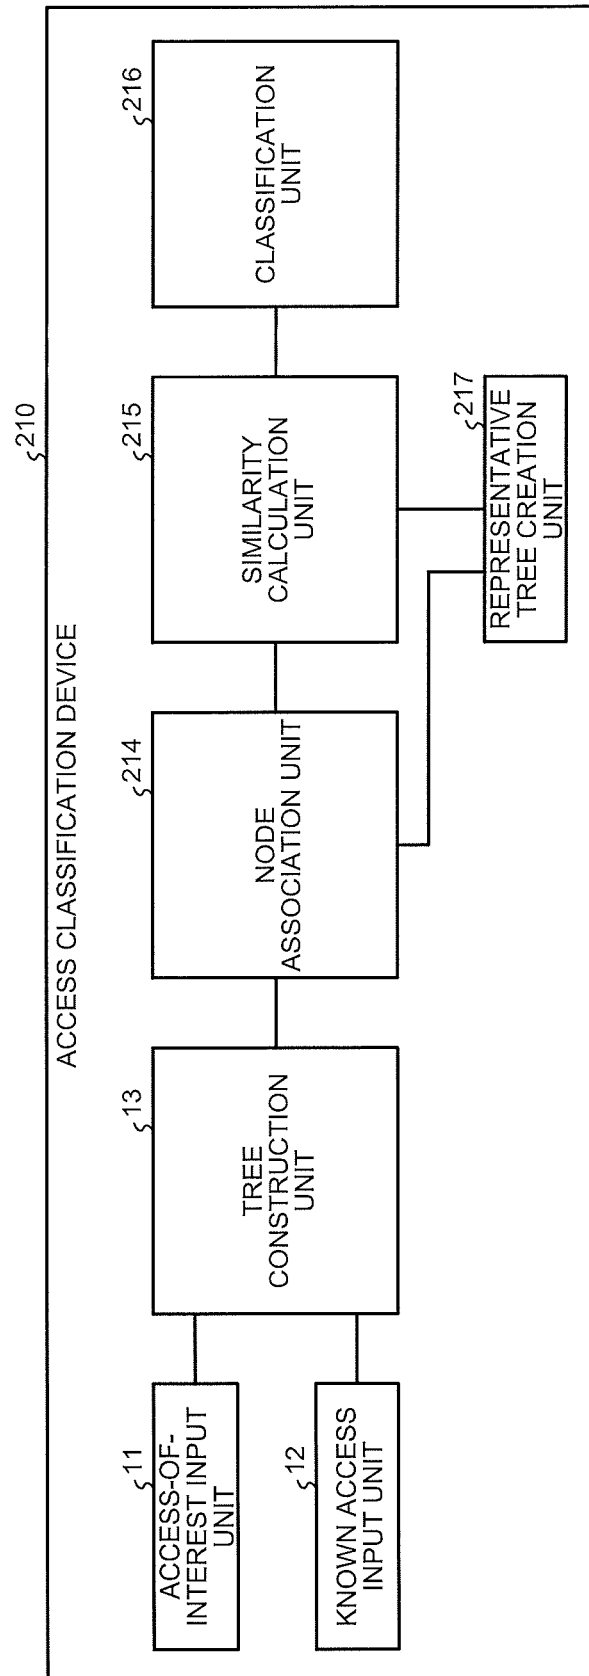 210
ACCESS CLASSIFICATION DEVICE
11
ACCESS-OF-
INTEREST INPUT
UNIT
12
KNOWN ACCESS
INPUT UNIT
13
TREE
CONSTRUCTION
UNIT
214
NODE
ASSOCIATION UNIT
215
SIMILARITY
CALCULATION
UNIT
216
CLASSIFICATION
UNIT
217
REPRESENTATIVE
TREE CREATION
UNIT